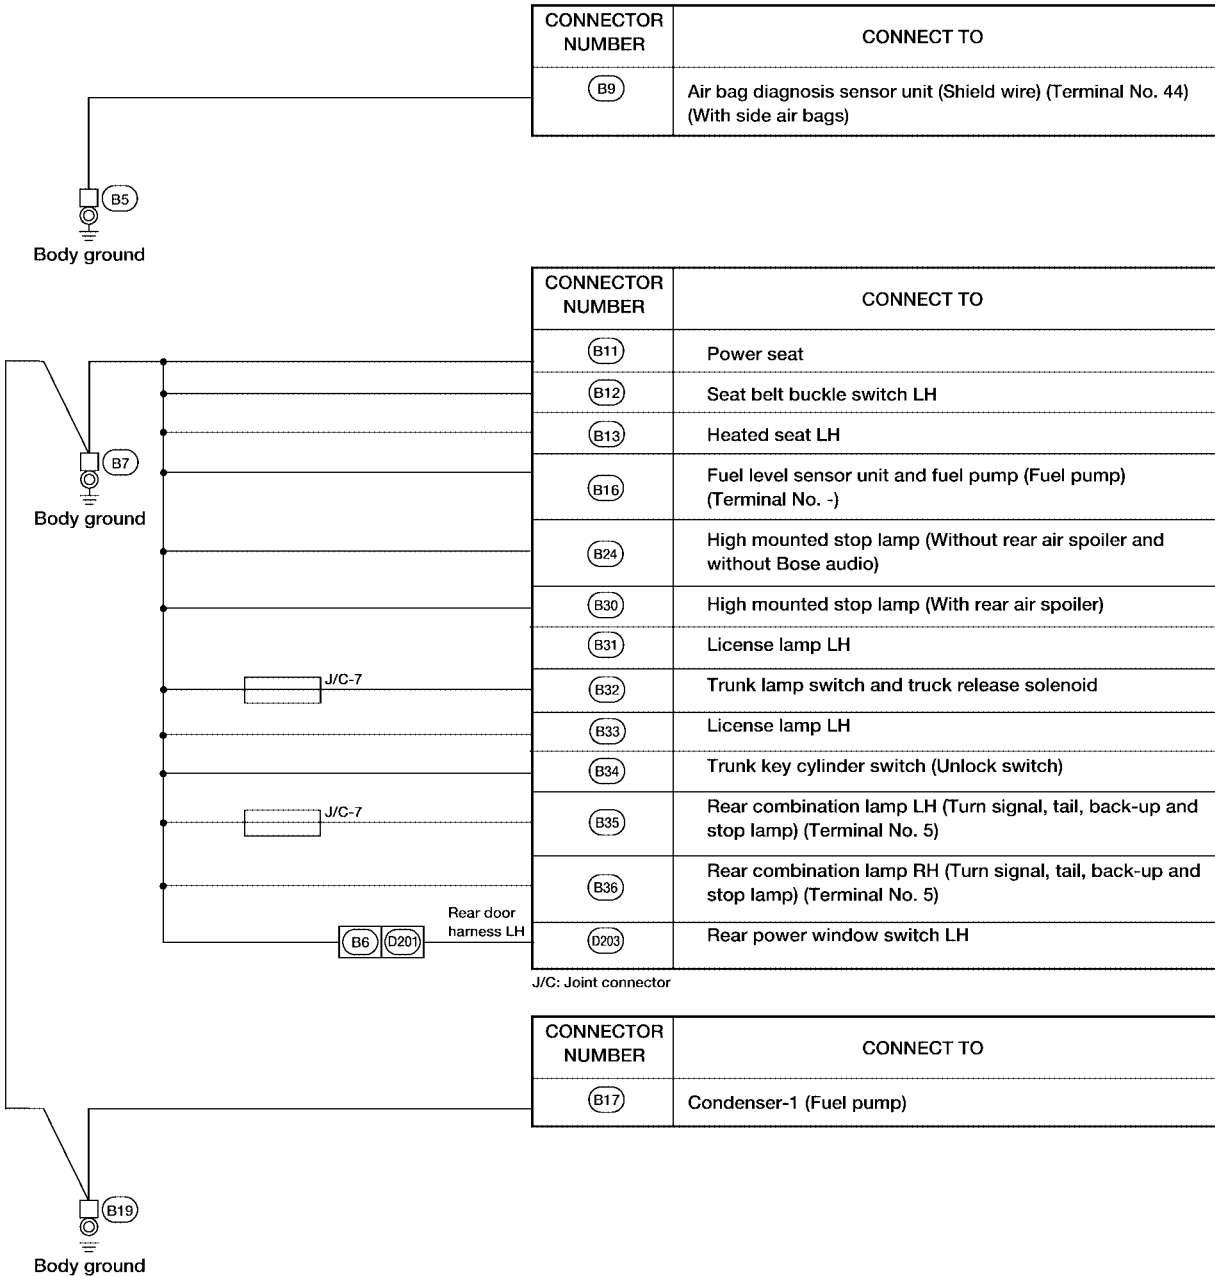 CONNECTOR
NUMBER
CONNECT TO
B9
Air bag diagnosis sensor unit (Shield wire) (Terminal No. 44)
(With side air bags)
B5
Body ground
CONNECTOR
NUMBER
CONNECT TO
B11
Power seat
B12
Seat belt buckle switch LH
B13
Heated seat LH
B7
Body ground
B16
Fuel level sensor unit and fuel pump (Fuel pump)
(Terminal No. -)
B24
High mounted stop lamp (Without rear air spoiler and
without Bose audio)
B30
High mounted stop lamp (With rear air spoiler)
B31
License lamp LH
J/C-7
B32
Trunk lamp switch and truck release solenoid
B33
License lamp LH
B34
Trunk key cylinder switch (Unlock switch)
J/C-7
B35
Rear combination lamp LH (Turn signal, tail, back-up and
stop lamp) (Terminal No. 5)
B36
Rear combination lamp RH (Turn signal, tail, back-up and
stop lamp) (Terminal No. 5)
Rear door
harness LH
B6
D201
D203
Rear power window switch LH
J/C: Joint connector
CONNECTOR
NUMBER
CONNECT TO
B17
Condenser-1 (Fuel pump)
B19
Body ground